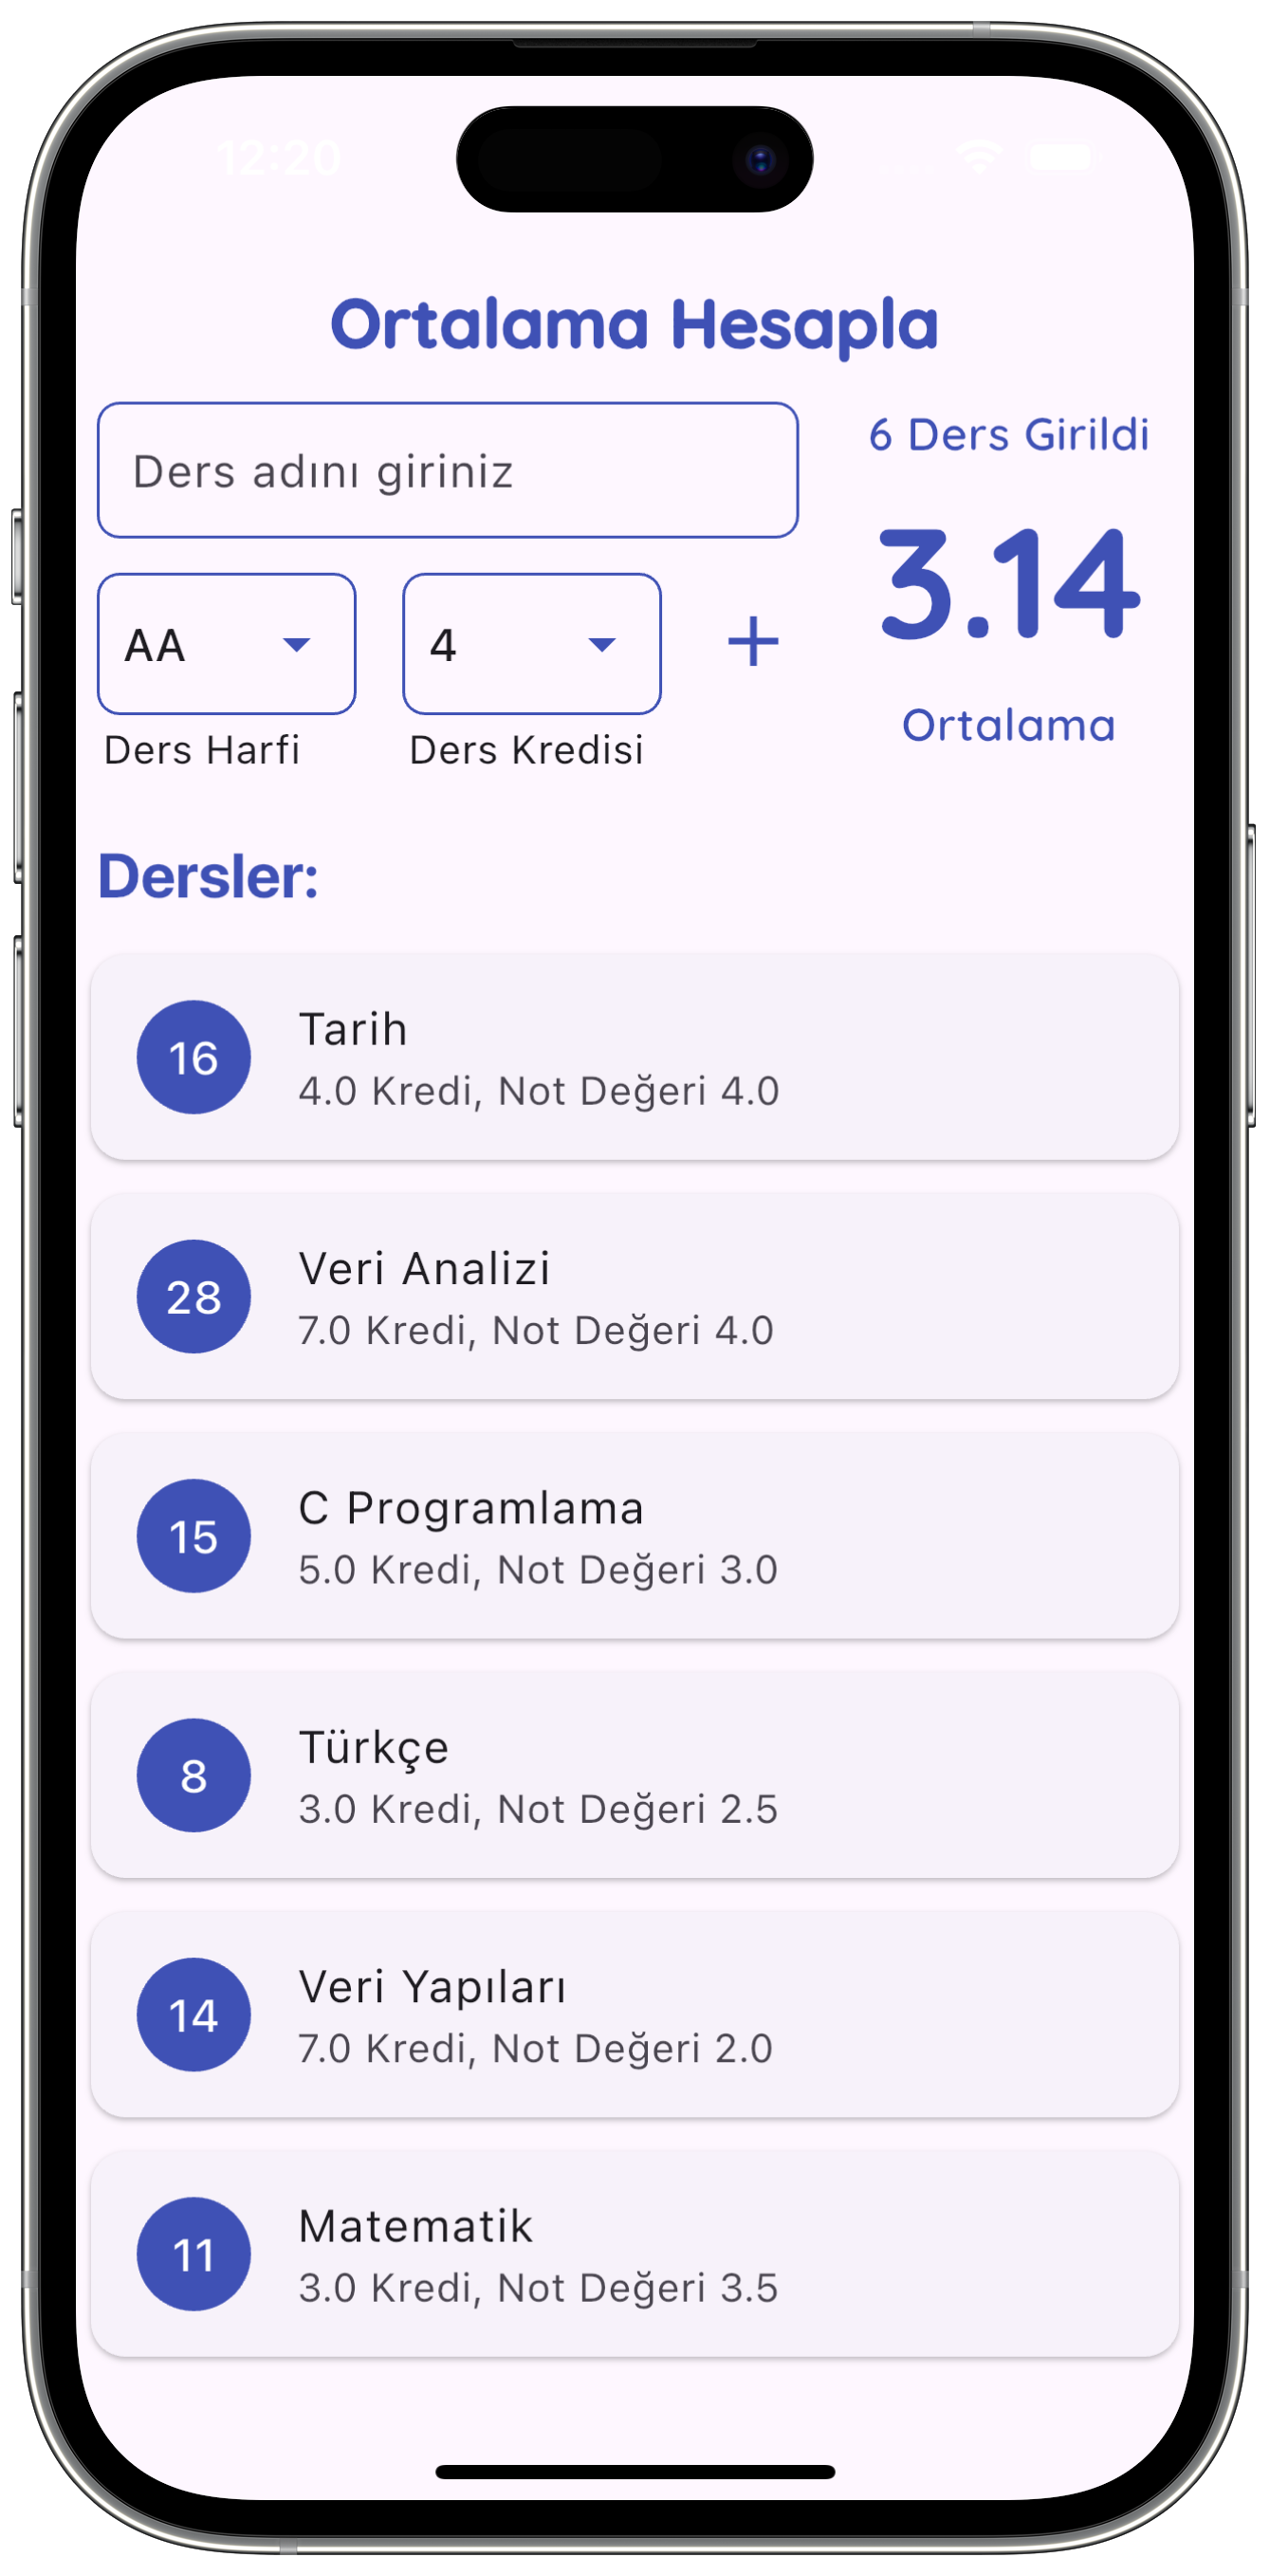 12:20
Ortalama Hesapla
Ders adını giriniz
6 Ders Girildi
3.14
Ortalama
AA
4
+
Ders Harfi
Ders Kredisi
Dersler:
16
Tarih
4.0 Kredi, Not Değeri 4.0
28
Veri Analizi
7.0 Kredi, Not Değeri 4.0
15
C Programlama
5.0 Kredi, Not Değeri 3.0
8
Türkçe
3.0 Kredi, Not Değeri 2.5
14
Veri Yapıları
7.0 Kredi, Not Değeri 2.0
11
Matematik
3.0 Kredi, Not Değeri 3.5